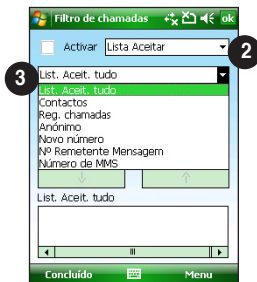 Filtro de chamadas ok
Activar Lista Aceitar
2
3
List. Aceit. tudo
List. Aceit. tudo
Contactos
Reg. chamadas
Anónimo
Novo número
Nº Remetente Mensagem
Número de MMS
List. Aceit. tudo
Concluído Menu